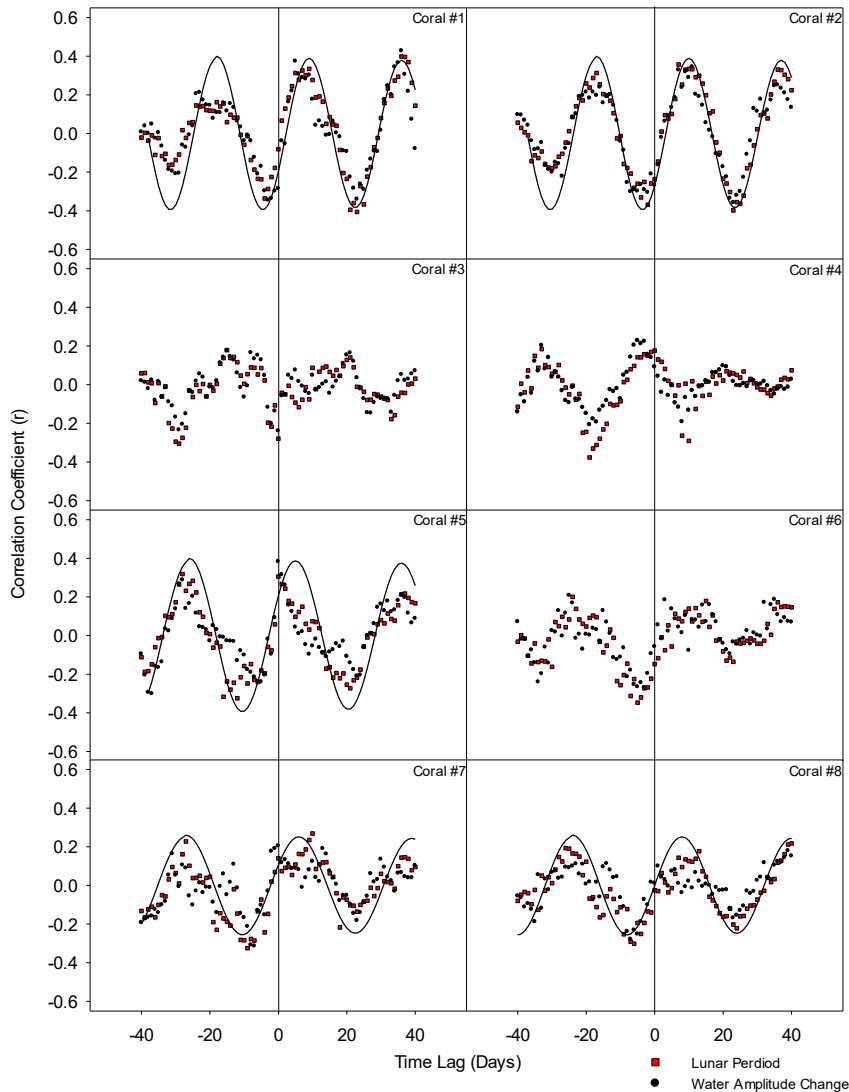 Coral #1
Coral #2
0.6
0.4
0.2
0.0
-0.2
-0.4
-0.6
Coral #3
Coral #4
0.6
0.4
0.2
0.0
-0.2
-0.4
-0.6
Correlation Coefficient (r)
Coral #5
Coral #6
0.6
0.4
0.2
0.0
-0.2
-0.4
-0.6
Coral #7
Coral #8
0.6
0.4
0.2
0.0
-0.2
-0.4
-0.6
-40 -20 0 20 40 -40 -20 0 20 40
Time Lag (Days)
Lunar Perdiod
Water Amplitude Change